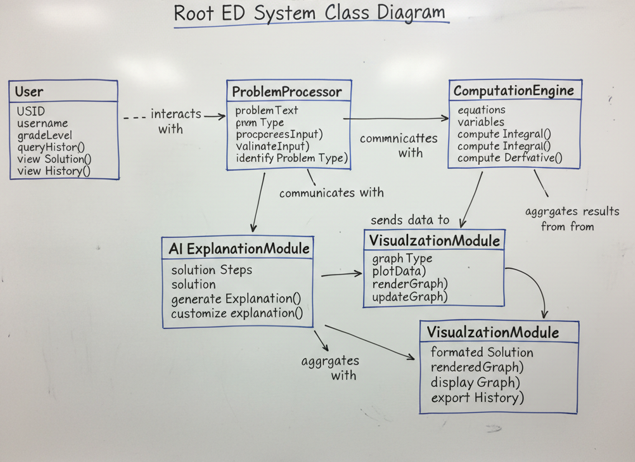 Root ED System Class Diagram
User
USID
username
gradeLevel
queryHistor()
view Solution()
view History()
--- interacts
with
ProblemProcessor
problemText
pnm Type
procporeesInput)
valinateInput)
identify Problem Type)
commnicattes
with
ComputationEngine
equations
variables
compute Integral()
compute Integral()
compute Derfvative()
communicates with
sends data to
aggrgates results
from from
AI ExplanationModule
solution Steps
solution
generate Explanation()
customize explanation()
VisualzationModule
graph Type
plotData)
renderGraph)
updateGraph)
aggrgates
with
VisualzationModule
formated Solution
renderedGraph)
display Graph)
export History)